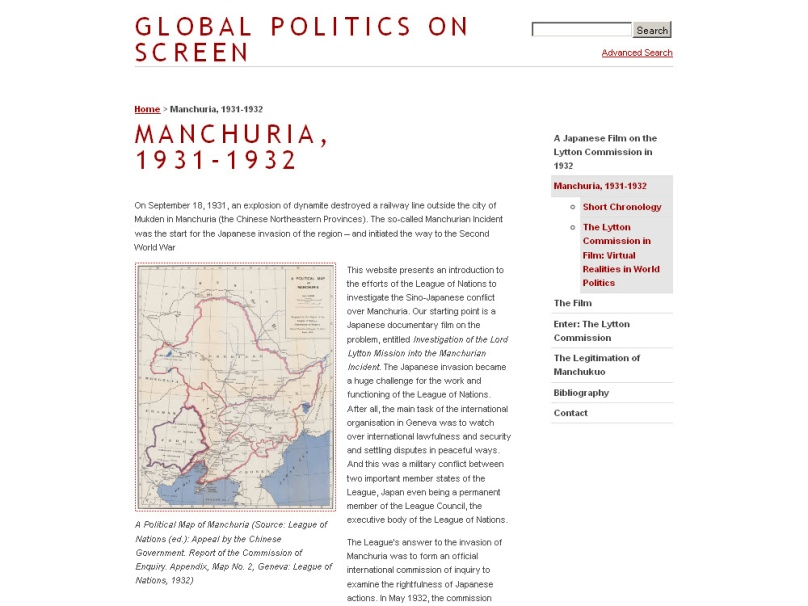 GLOBAL POLITICS ON
SCREEN
Search
Advanced Search
Home > Manchuria, 1931-1932
MANCHURIA,
1931-1932
On September 18, 1931, an explosion of dynamite destroyed a railway line outside the city of
Mukden in Manchuria (the Chinese Northeastern Provinces). The so-called Manchurian Incident
was the start for the Japanese invasion of the region – and initiated the way to the Second
World War
A POLITICAL MAP
OF
MANCHURIA
A Political Map of Manchuria (Source: League of
Nations (ed.): Appeal by the Chinese
Government. Report of the Commission of
Enquiry. Appendix, Map No. 2, Geneva: League of
Nations, 1932)
This website presents an introduction to
the efforts of the League of Nations to
investigate the Sino-Japanese conflict
over Manchuria. Our starting point is a
Japanese documentary film on the
problem, entitled Investigation of the Lord
Lytton Mission into the Manchurian
Incident. The Japanese invasion became
a huge challenge for the work and
functioning of the League of Nations.
After all, the main task of the international
organisation in Geneva was to watch
over international lawfulness and security
and settling disputes in peaceful ways.
And this was a military conflict between
two important member states of the
League, Japan even being a permanent
member of the League Council, the
executive body of the League of Nations.
The League's answer to the invasion of
Manchuria was to form an official
international commission of inquiry to
examine the rightfulness of Japanese
actions. In May 1932, the commission
A Japanese Film on the
Lytton Commission in
1932
Manchuria, 1931-1932
Short Chronology
The Lytton
Commission in
Film: Virtual
Realities in World
Politics
The Film
Enter: The Lytton
Commission
The Legitimation of
Manchukuo
Bibliography
Contact